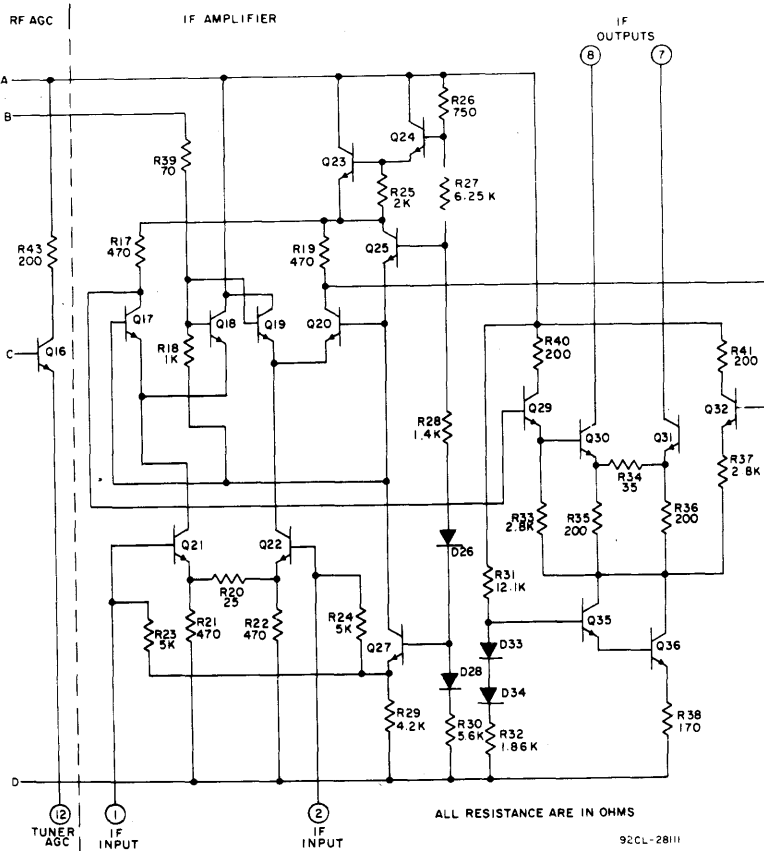 RF AGC
IF AMPLIFIER
IF
OUTPUTS
8
7
A
B
R26
750
Q24
Q23
R39
70
R27
6.25 K
R25
2K
R43
200
R17
470
R19
470
Q25
Q17
Q18
Q19
Q20
R18
1K
C
Q16
R40
200
R41
200
Q29
Q32
R28
1.4K
Q30
Q31
R34
35
R37
2.8K
R33
2.8K
R35
200
R36
200
Q21
Q22
D26
R20
25
R31
12.1K
R23
5K
R21
470
R22
470
R24
5K
Q27
Q35
Q36
D33
D28
D34
R29
4.2K
R30
5.6K
R32
1.86K
R38
170
D
12
TUNER
AGC
1
IF
INPUT
2
IF
INPUT
ALL RESISTANCE ARE IN OHMS
92CL-28111